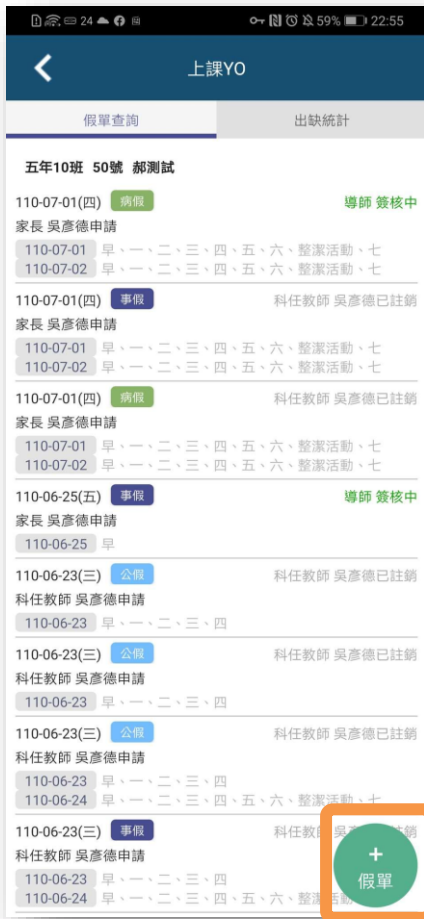 24 59% 22:55
上課YO
假單查詢 出缺統計
五年10班 50號 郝測試
110-07-01(四) 病假 導師 簽核中
家長 吳彥德申請
110-07-01 早、一、二、三、四、五、六、整潔活動、七
110-07-02 早、一、二、三、四、五、六、整潔活動、七
110-07-01(四) 事假 科任教師 吳彥德已註銷
家長 吳彥德申請
110-07-01 早、一、二、三、四、五、六、整潔活動、七
110-07-02 早、一、二、三、四、五、六、整潔活動、七
110-07-01(四) 病假 科任教師 吳彥德已註銷
家長 吳彥德申請
110-07-01 早、一、二、三、四、五、六、整潔活動、七
110-07-02 早、一、二、三、四、五、六、整潔活動、七
110-06-25(五) 事假 導師 簽核中
家長 吳彥德申請
110-06-25 早
110-06-23(三) 公假 科任教師 吳彥德已註銷
科任教師 吳彥德申請
110-06-23 早、一、二、三、四
110-06-23(三) 公假 科任教師 吳彥德已註銷
科任教師 吳彥德申請
110-06-23 早、一、二、三、四
110-06-23(三) 公假 科任教師 吳彥德已註銷
科任教師 吳彥德申請
110-06-23 早、一、二、三、四
110-06-24 早、一、二、三、四、五、六、整潔活動、七
110-06-23(三) 事假 科任教師 註銷
科任教師 吳彥德申請
110-06-23 早、一、二、三、四
110-06-24 早、一、二、三、四、五、六、整潔
+
假單